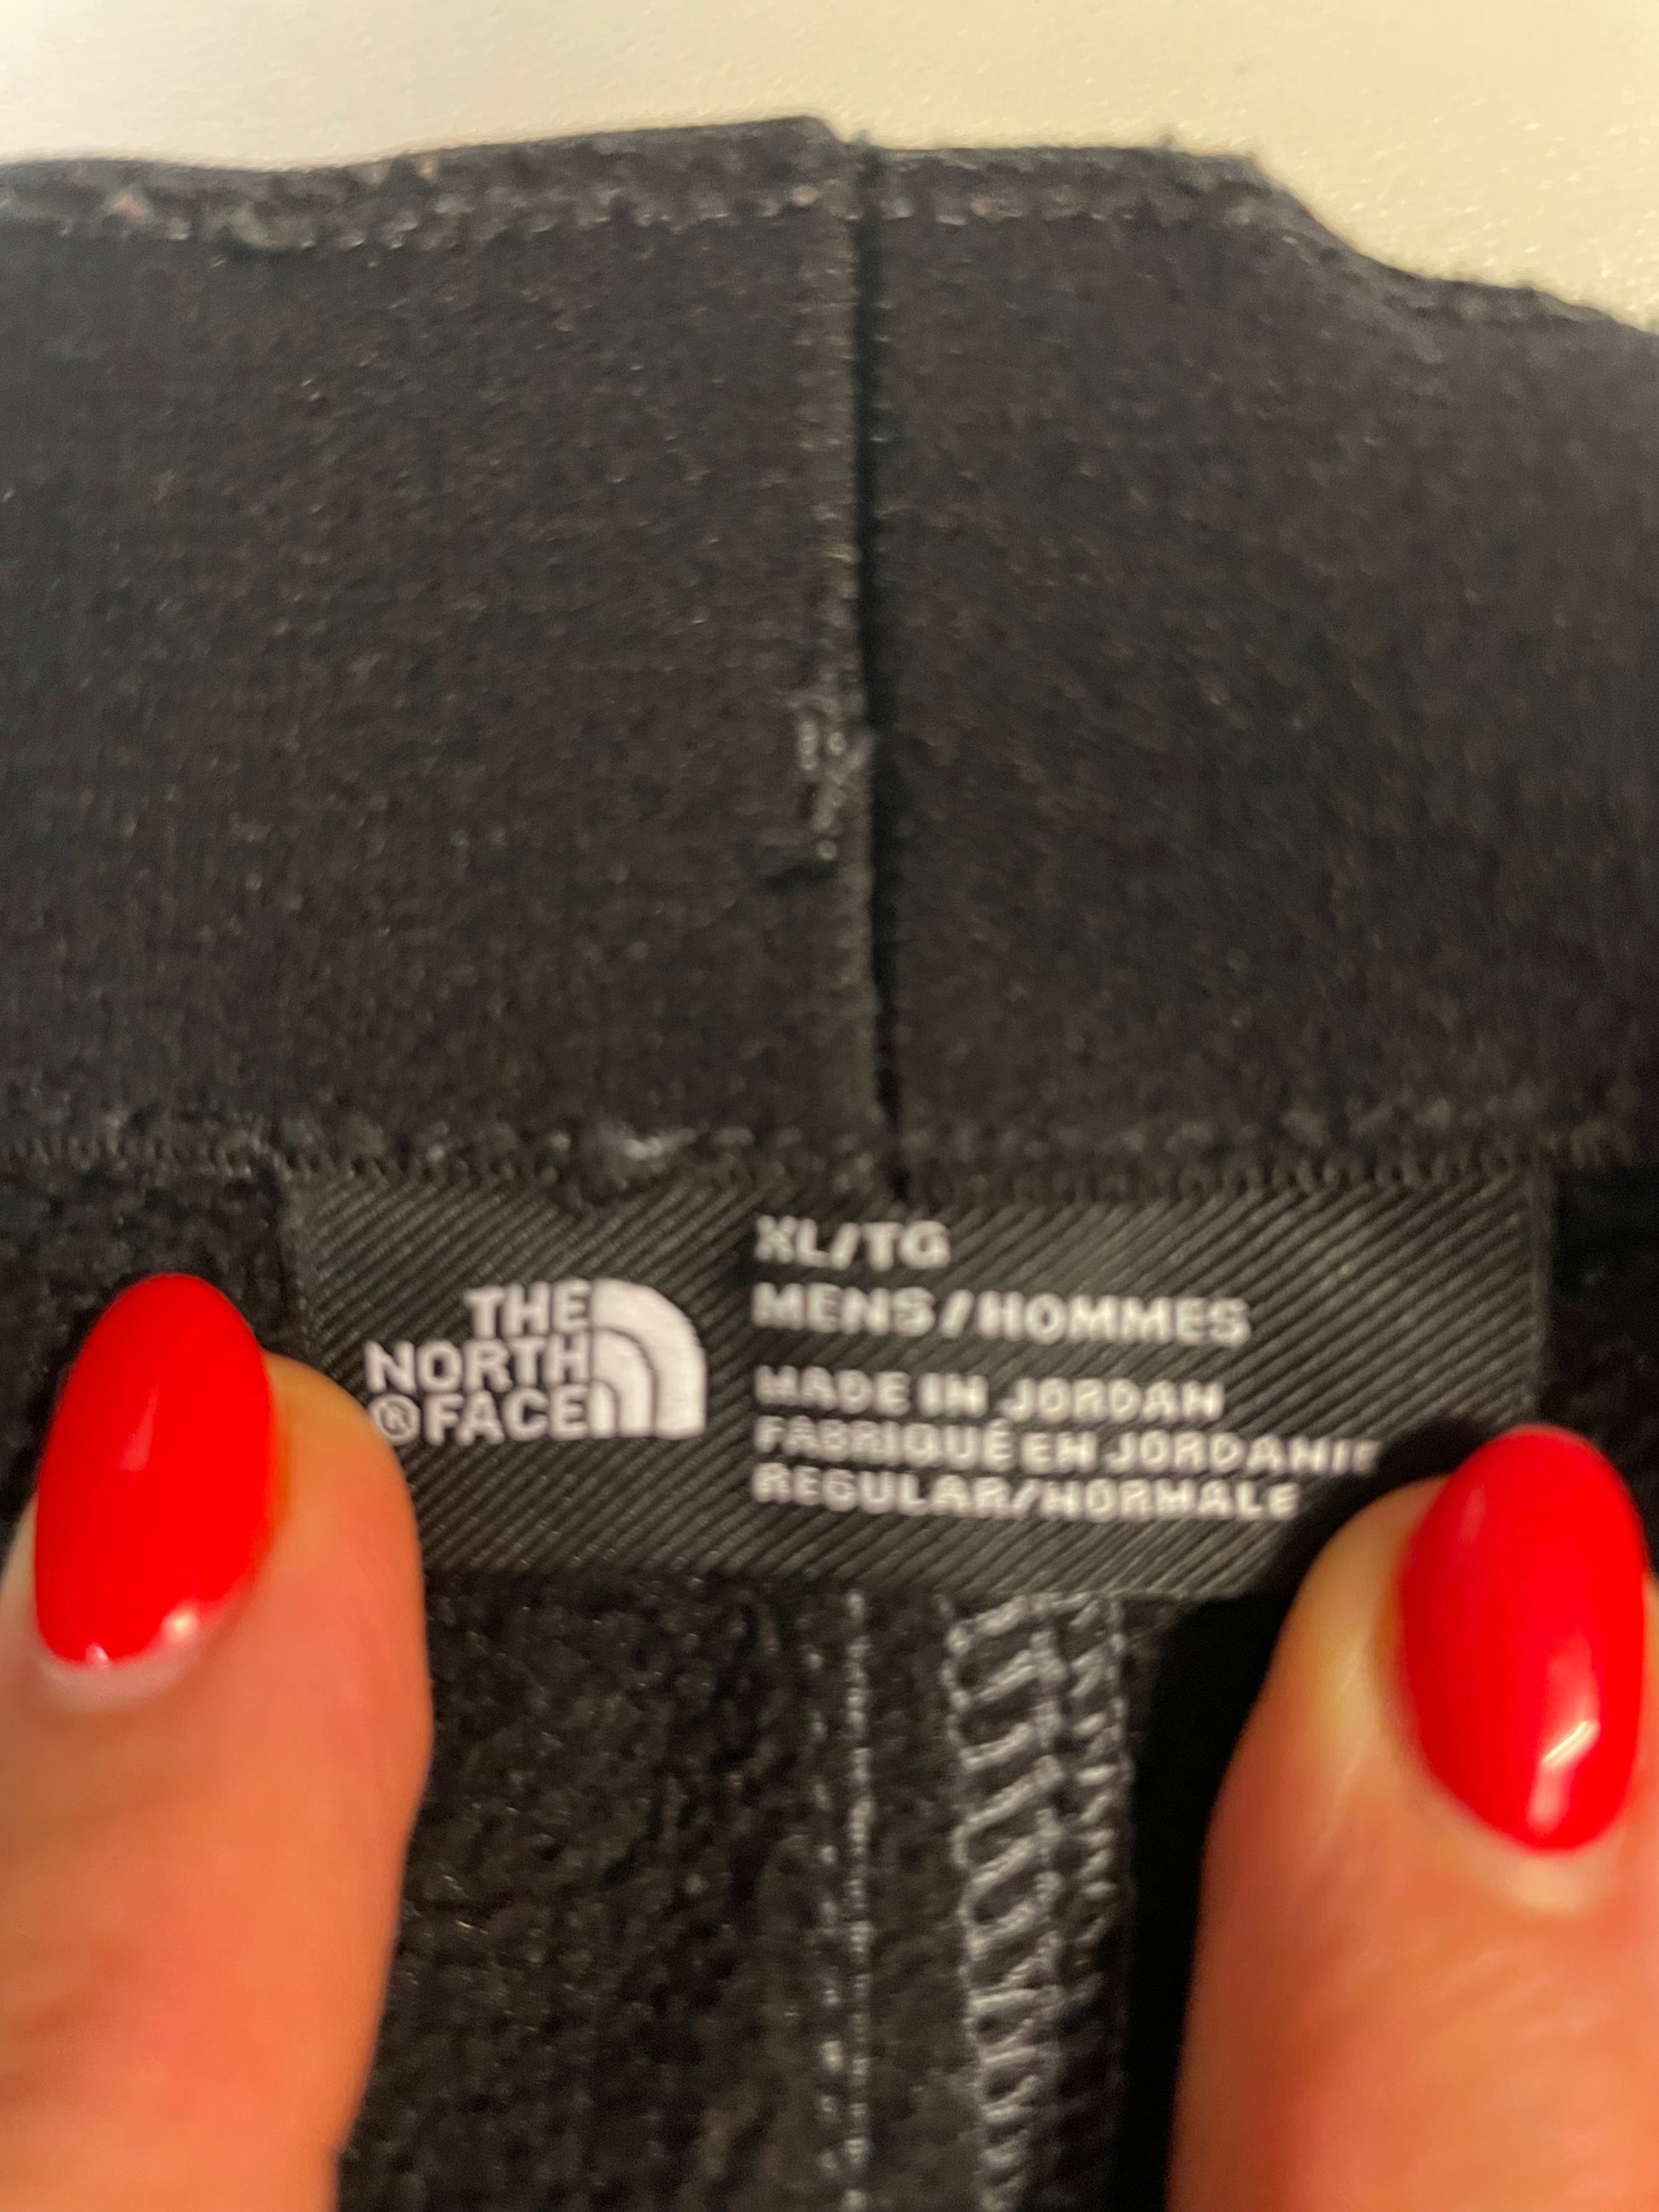 THE
NORTH
®FACE
XL/TG
MENS/HOMMES
MADE IN JORDAN
FABRIQUÉ EN JORDANIE
REGULAR/NORMALE